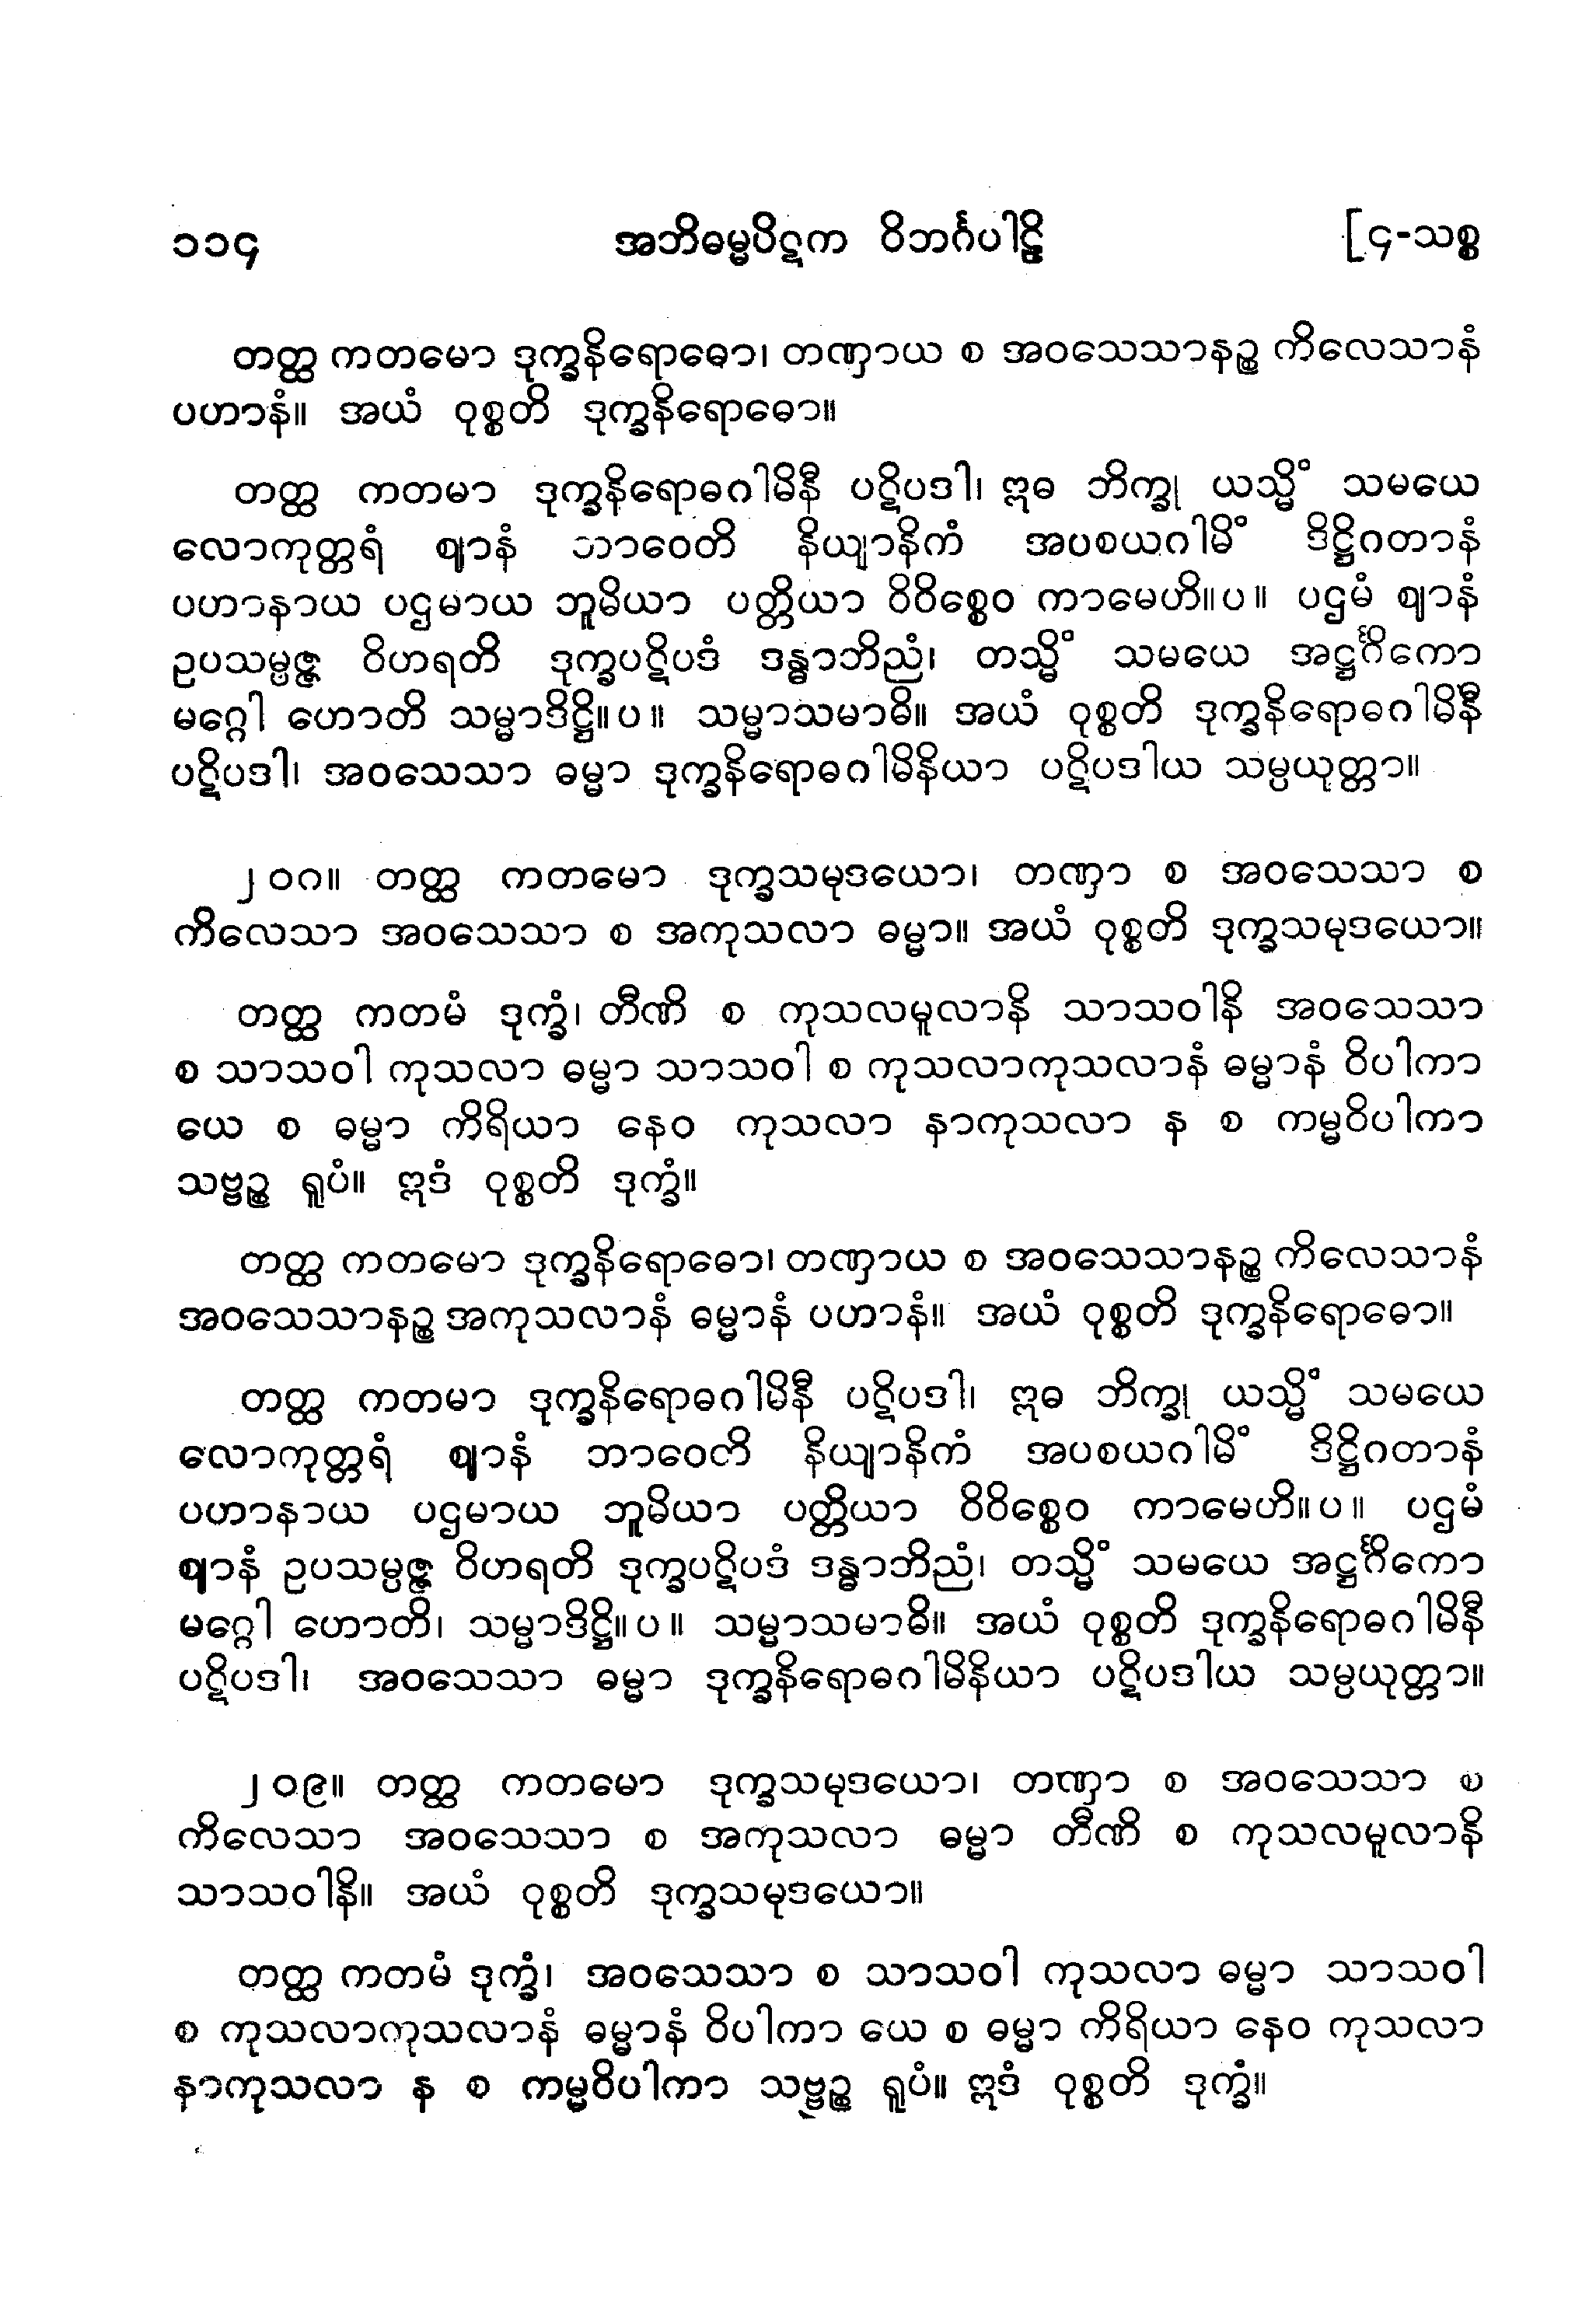 ၁၁၄ အဘိဓမ္မပိဋက ဝိဘင်္ဂပါဠိ [၄-သစ္စ
တတ္ထ ကတမော ဒုက္ခနိရောဓော၊ တဏှာယ စ အဝသေသာနဉ္စ ကိလေသာနံ
ပဟာနံ။ အယံ ဝုစ္စတိ ဒုက္ခနိရောဓော။
တတ္ထ ကတမာ ဒုက္ခနိရောဓဂါမိနီ ပဋိပဒါ၊ ဣဓ ဘိက္ခု ယသ္မိံ သမယေ
လောကုတ္တရံ ဈာနံ ဘာဝေတိ နိယျာနိကံ အပစယဂါမိံ ဒိဋ္ဌိဂတာနံ
ပဟာနာယ ပဌမာယ ဘူမိယာ ပတ္တိယာ ဝိဝိစ္စေဝ ကာမေဟိ။ပ။ ပဌမံ ဈာနံ
ဥပသမ္ပဇ္ဇ ဝိဟရတိ ဒုက္ခပဋိပဒံ ဒန္ဓာဘိညံ၊ တသ္မိံ သမယေ အဋ္ဌင်္ဂိကော
မဂ္ဂေါ ဟောတိ သမ္မာဒိဋ္ဌိ။ပ။ သမ္မာသမာဓိ။ အယံ ဝုစ္စတိ ဒုက္ခနိရောဓဂါမိနီ
ပဋိပဒါ၊ အဝသေသာ ဓမ္မာ ဒုက္ခနိရောဓဂါမိနိယာ ပဋိပဒါယ သမ္ပယုတ္တာ။
၂၀၈။ တတ္ထ ကတမော ဒုက္ခသမုဒယော၊ တဏှာ စ အဝသေသာ စ
ကိလေသာ အဝသေသာ စ အကုသလာ ဓမ္မာ။ အယံ ဝုစ္စတိ ဒုက္ခသမုဒယော။
တတ္ထ ကတမံ ဒုက္ခံ၊ တီဏိ စ ကုသလမူလာနိ သာသဝါနိ အဝသေသာ
စ သာသဝါ ကုသလာ ဓမ္မာ သာသဝါ စ ကုသလာကုသလာနံ ဓမ္မာနံ ဝိပါကာ
ယေ စ ဓမ္မာ ကိရိယာ နေဝ ကုသလာ နာကုသလာ န စ ကမ္မဝိပါကာ
သဗ္ဗဉ္စ ရူပံ။ ဣဒံ ဝုစ္စတိ ဒုက္ခံ။
တတ္ထ ကတမော ဒုက္ခနိရောဓော၊ တဏှာယ စ အဝသေသာနဉ္စ ကိလေသာနံ
အဝသေသာနဉ္စ အကုသလာနံ ဓမ္မာနံ ပဟာနံ။ အယံ ဝုစ္စတိ ဒုက္ခနိရောဓော။
တတ္ထ ကတမာ ဒုက္ခနိရောဓဂါမိနီ ပဋိပဒါ၊ ဣဓ ဘိက္ခု ယသ္မိံ သမယေ
လောကုတ္တရံ ဈာနံ ဘာဝေတိ နိယျာနိကံ အပစယဂါမိံ ဒိဋ္ဌိဂတာနံ
ပဟာနာယ ပဌမာယ ဘူမိယာ ပတ္တိယာ ဝိဝိစ္စေဝ ကာမေဟိ။ပ။ ပဌမံ
ဈာနံ ဥပသမ္ပဇ္ဇ ဝိဟရတိ ဒုက္ခပဋိပဒံ ဒန္ဓာဘိညံ၊ တသ္မိံ သမယေ အဋ္ဌင်္ဂိကော
မဂ္ဂေါ ဟောတိ၊ သမ္မာဒိဋ္ဌိ။ပ။ သမ္မာသမာဓိ။ အယံ ဝုစ္စတိ ဒုက္ခနိရောဓဂါမိနီ
ပဋိပဒါ၊ အဝသေသာ ဓမ္မာ ဒုက္ခနိရောဓဂါမိနိယာ ပဋိပဒါယ သမ္ပယုတ္တာ။
၂၀၉။ တတ္ထ ကတမော ဒုက္ခသမုဒယော၊ တဏှာ စ အဝသေသာ စ
ကိလေသာ အဝသေသာ စ အကုသလာ ဓမ္မာ တီဏိ စ ကုသလမူလာနိ
သာသဝါနိ။ အယံ ဝုစ္စတိ ဒုက္ခသမုဒယော။
တတ္ထ ကတမံ ဒုက္ခံ၊ အဝသေသာ စ သာသဝါ ကုသလာ ဓမ္မာ သာသဝါ
စ ကုသလာကုသလာနံ ဓမ္မာနံ ဝိပါကာ ယေ စ ဓမ္မာ ကိရိယာ နေဝ ကုသလာ
နာကုသလာ န စ ကမ္မဝိပါကာ သဗ္ဗဉ္စ ရူပံ။ ဣဒံ ဝုစ္စတိ ဒုက္ခံ။